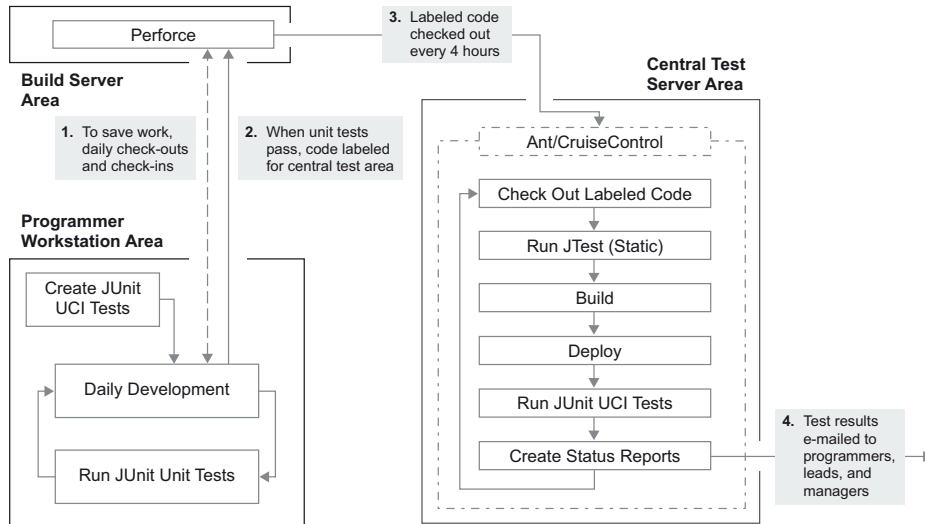 Perforce
Build Server
Area
3. Labeled code
checked out
every 4 hours
Central Test
Server Area
1. To save work,
daily check-outs
and check-ins
2. When unit tests
pass, code labeled
for central test area
Ant/CruiseControl
Check Out Labeled Code
Run JTest (Static)
Build
Deploy
Run JUnit UCI Tests
Create Status Reports
Programmer
Workstation Area
Create JUnit
UCI Tests
Daily Development
Run JUnit Unit Tests
4. Test results
e-mailed to
programmers,
leads, and
managers